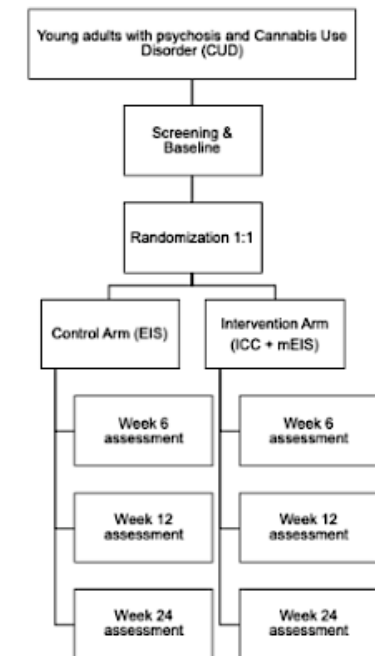 Young adults with psychosis and Cannabis Use
Disorder (CUD)
Screening &
Baseline
Randomization 1:1
Control Arm (EIS)
Intervention Arm
(ICC + mEIS)
Week 6
assessment
Week 6
assessment
Week 12
assessment
Week 12
assessment
Week 24
assessment
Week 24
assessment